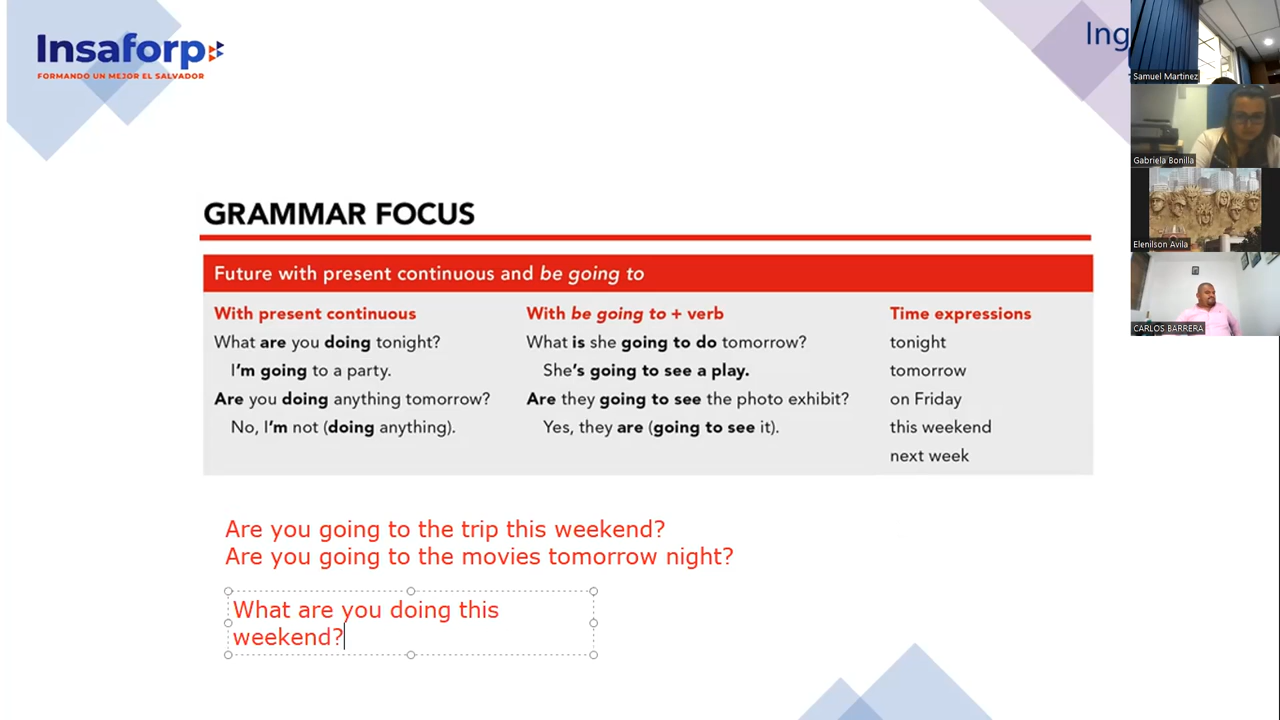 Insaforp
FORMANDO UN MEJOR EL SALVADOR
Ing
Samuel Martinez
Gabriela Bonilla
Elenilson Avila
CARLOS BARRERA
GRAMMAR FOCUS
Future with present continuous and be going to
With present continuous
What are you doing tonight?
I'm going to a party.
Are you doing anything tomorrow?
No, I'm not (doing anything).
With be going to + verb
What is she going to do tomorrow?
She's going to see a play.
Are they going to see the photo exhibit?
Yes, they are (going to see it).
Time expressions
tonight
tomorrow
on Friday
this weekend
next week
Are you going to the trip this weekend?
Are you going to the movies tomorrow night?
What are you doing this
weekend?